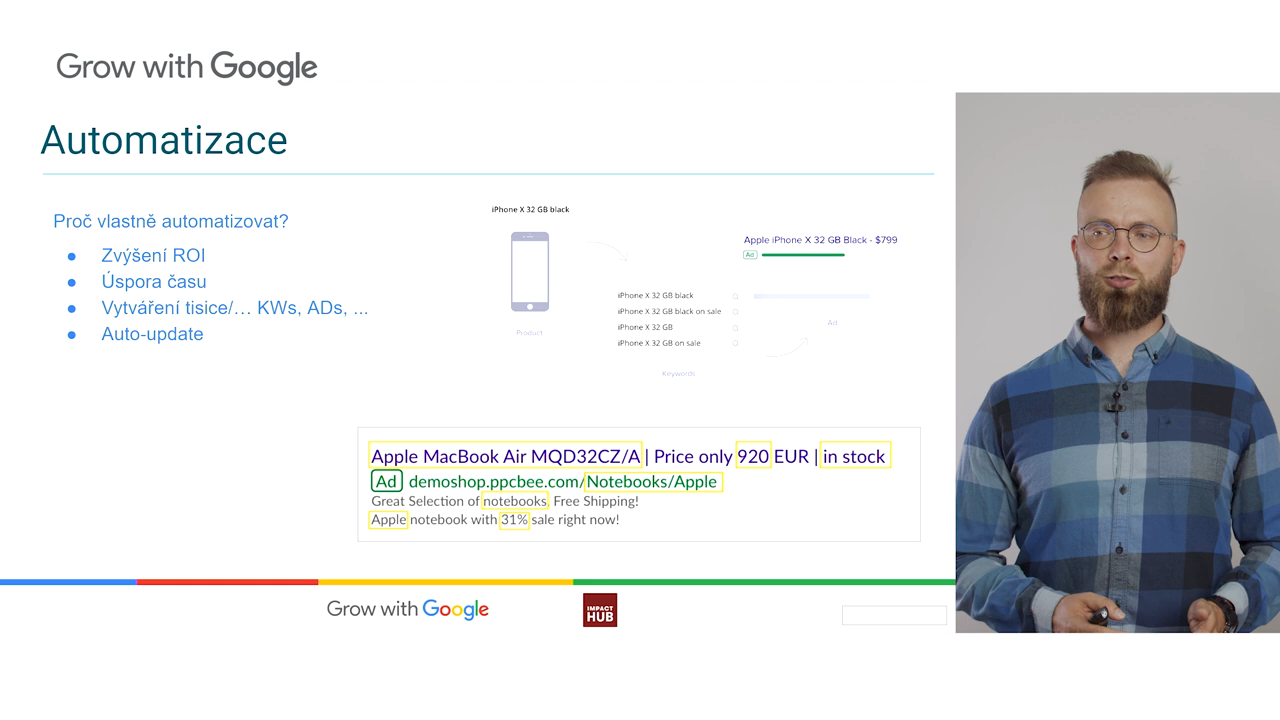 Grow with Google
Automatizace
Proč vlastně automatizovat?
● Zvýšení ROI
● Úspora času
● Vytváření tisice/… KWs, ADs, ...
● Auto-update
iPhone X 32 GB black
Product
iPhone X 32 GB black
iPhone X 32 GB black on sale
iPhone X 32 GB
iPhone X 32 GB on sale
Keywords
Apple iPhone X 32 GB Black - $799
Ad
Ad
Apple MacBook Air MQD32CZ/A | Price only 920 EUR | in stock
Ad demoshop.ppcbee.com/Notebooks/Apple
Great Selection of notebooks, Free Shipping!
Apple notebook with 31% sale right now!
Grow with Google
IMPACT
HUB